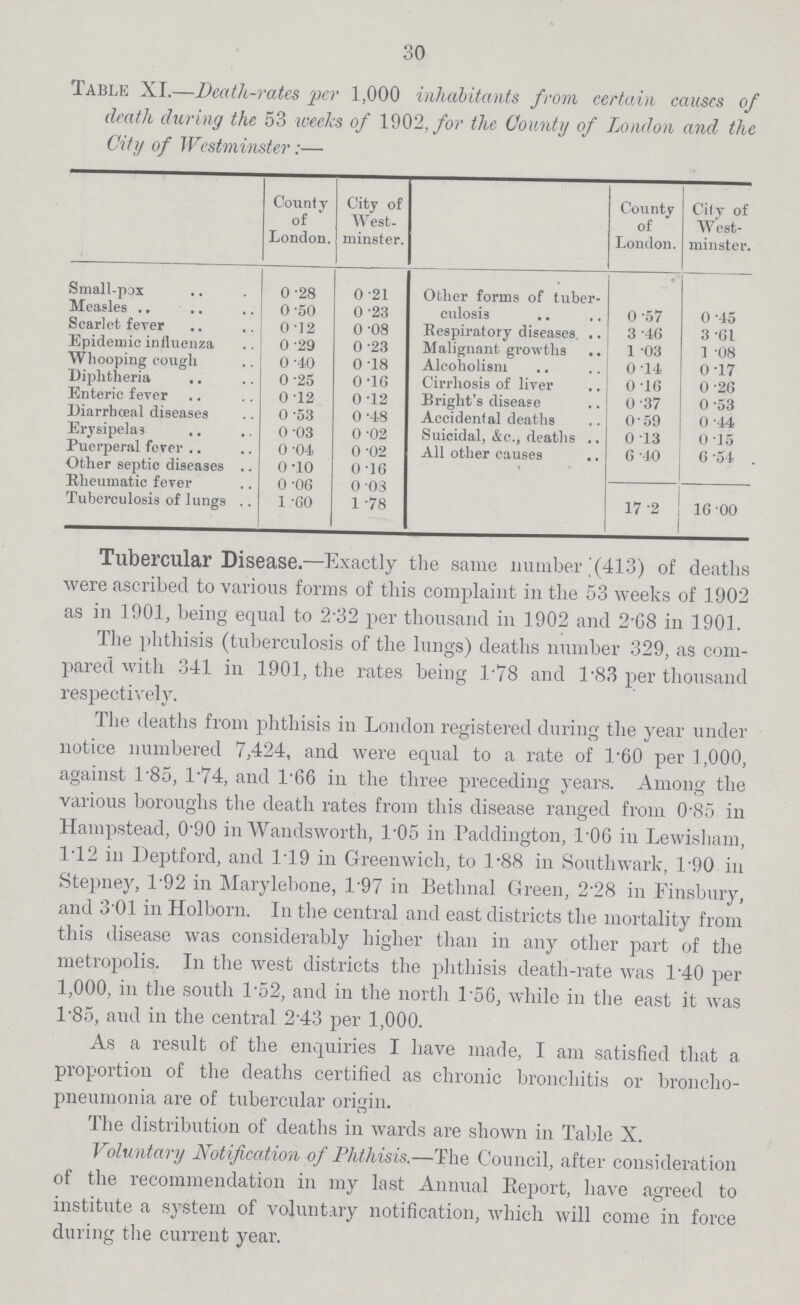 30
TABLE XI.—Death-rates per 1,000 inhabitants from certain causes of
death during the 53 weeks of 1902, for the County of London and the
City of Westminster:—
County of London. City of West-minster. County of London. City of West-minster.
Small-pox .. . 0·28 0·21
Measles .. .. .. 0·50 0·23
Scarlet fever .. .. 0·12 0·08
Epidemic influenza .. 0·29 0·23
Whooping cough .. 0·40 0·18
Diphtheria .. .. 0·25 0·16
Enteric fever .. .. 0·12 0·12
Diarrhœal diseases .. 0·53 0·48
Erysipelas .. .. 0·03 0·02
Puerperal fever .. .. 0·04 0·02
Other septic diseases .. 0·10 0·16
Rheumatic fever .. 0·06 0·03
Tuberculosis of lungs .. 1·60 1·78
Other forms of tuber-
culosis .. .. 0·57 0·45
Respiratory diseases .. 3·46 3·61
Malignant growths .. 1·03 1·08
Alcoholism .. .. 0·14 0·17
Cirrhosis of liver .. 0·16 0·26
Bright's disease .. 0·37 0·53
Accidental deaths .. 0·59 0·44
Suicidal, &c., deaths .. 0·13 0·15
All other causes .. 6·40 6·54
17·2 16·00
Tubercular Disease.—Exactly the same number (413) of deaths
were ascribed to various forms of this complaint in the 53 weeks of 1902
as in 1901, being equal to 2·32 per thousand in 1902 and 2·68 in 1901.
The phthisis (tuberculosis of the lungs) deaths number 329, as com-
pared with 341 in 1901, the rates being 1·78 and 1·83 per thousand
respectively.
The deaths from phthisis in London registered during the year under
notice numbered 7,424, and were equal to a rate of 1·60 per 1,000,
against 1·85, 1·74, and 1·66 in the three preceding years. Among the
various boroughs the death rates from this disease ranged from 0·85 in
Hampstead, 0·90 in Wandsworth, 1·05 in Paddington, 1·06 in Lewisham,
1·12 in Deptford, and 1·19 in Greenwich, to 1·88 in Southwark, 1·90 in
Stepney, 1·92 in Marylebone, 1·97 in Bethnal Green, 2·28 in Finsbury,
and 3·01 in Holborn. In the central and east districts the mortality from
this disease was considerably higher than in any other part of the
metropolis. In the west districts the phthisis death-rate was 1·40 per
1,000, in the south 1·52, and in the north 1·56, while in the east it was
1·85, and in the central 2·43 per 1,000.
As a result of the enquiries I have made, I am satisfied that a
proportion of the deaths certified as chronic bronchitis or broncho-
pneumonia are of tubercular origin.
The distribution of deaths in wards are shown in Table X.
Voluntary Notification of Phthisis.—The Council, after consideration
of the recommendation in my last Annual Report, have agreed to
institute a system of voluntary notification, which will come in force
during the current year.